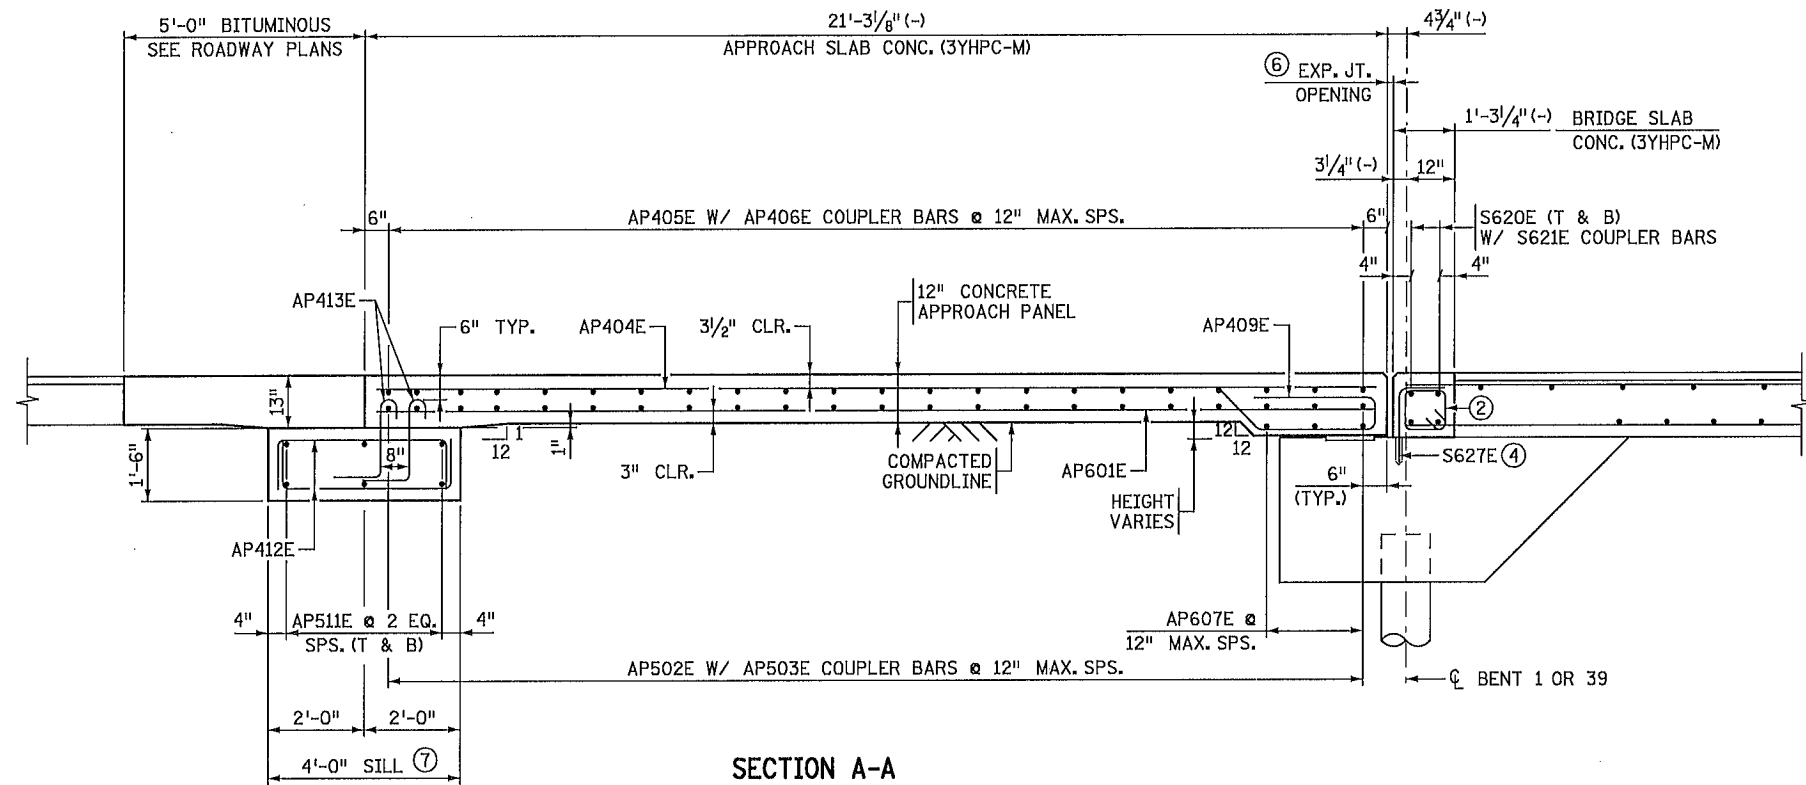 5'-0" BITUMINOUS
SEE ROADWAY PLANS
21'-3 1/8" (-)
APPROACH SLAB CONC. (3YHPC-M)
4 3/4" (-)
6 EXP. JT.
OPENING
1'-3 1/4" (-) BRIDGE SLAB
CONC. (3YHPC-M)
3 1/4" (-)
12"
6"
AP405E W/ AP406E COUPLER BARS @ 12" MAX. SPS.
6"
S620E (T & B)
W/ S621E COUPLER BARS
4"
4"
AP413E
6" TYP.
AP404E
3 1/2" CLR.
12" CONCRETE
APPROACH PANEL
AP409E
13"
2
1'-6"
8"
1
12
1"
3" CLR.
COMPACTED
GROUNDLINE
AP601E
12
12
HEIGHT
VARIES
6"
(TYP.)
S627E 4
AP412E
4"
AP511E @ 2 EQ.
SPS. (T & B)
4"
AP607E @
12" MAX. SPS.
AP502E W/ AP503E COUPLER BARS @ 12" MAX. SPS.
℄ BENT 1 OR 39
2'-0"
2'-0"
4'-0" SILL 7
SECTION A-A